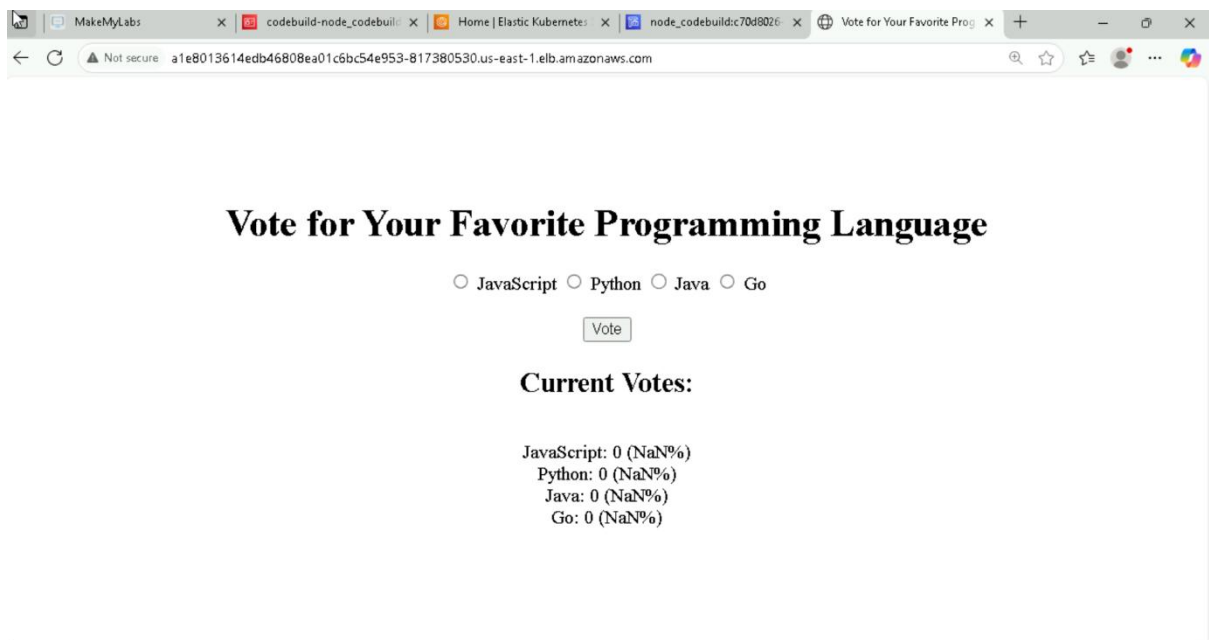 MakeMyLabs
codebuild-node_codebuild
Home | Elastic Kubernetes
node_codebuild:c70d8026-
Vote for Your Favorite Prog
Not secure a1e8013614edb46808ea01c6bc54e953-817380530.us-east-1.elb.amazonaws.com
Vote for Your Favorite Programming Language
JavaScript Python Java Go
Vote
Current Votes:
JavaScript: 0 (NaN%)
Python: 0 (NaN%)
Java: 0 (NaN%)
Go: 0 (NaN%)